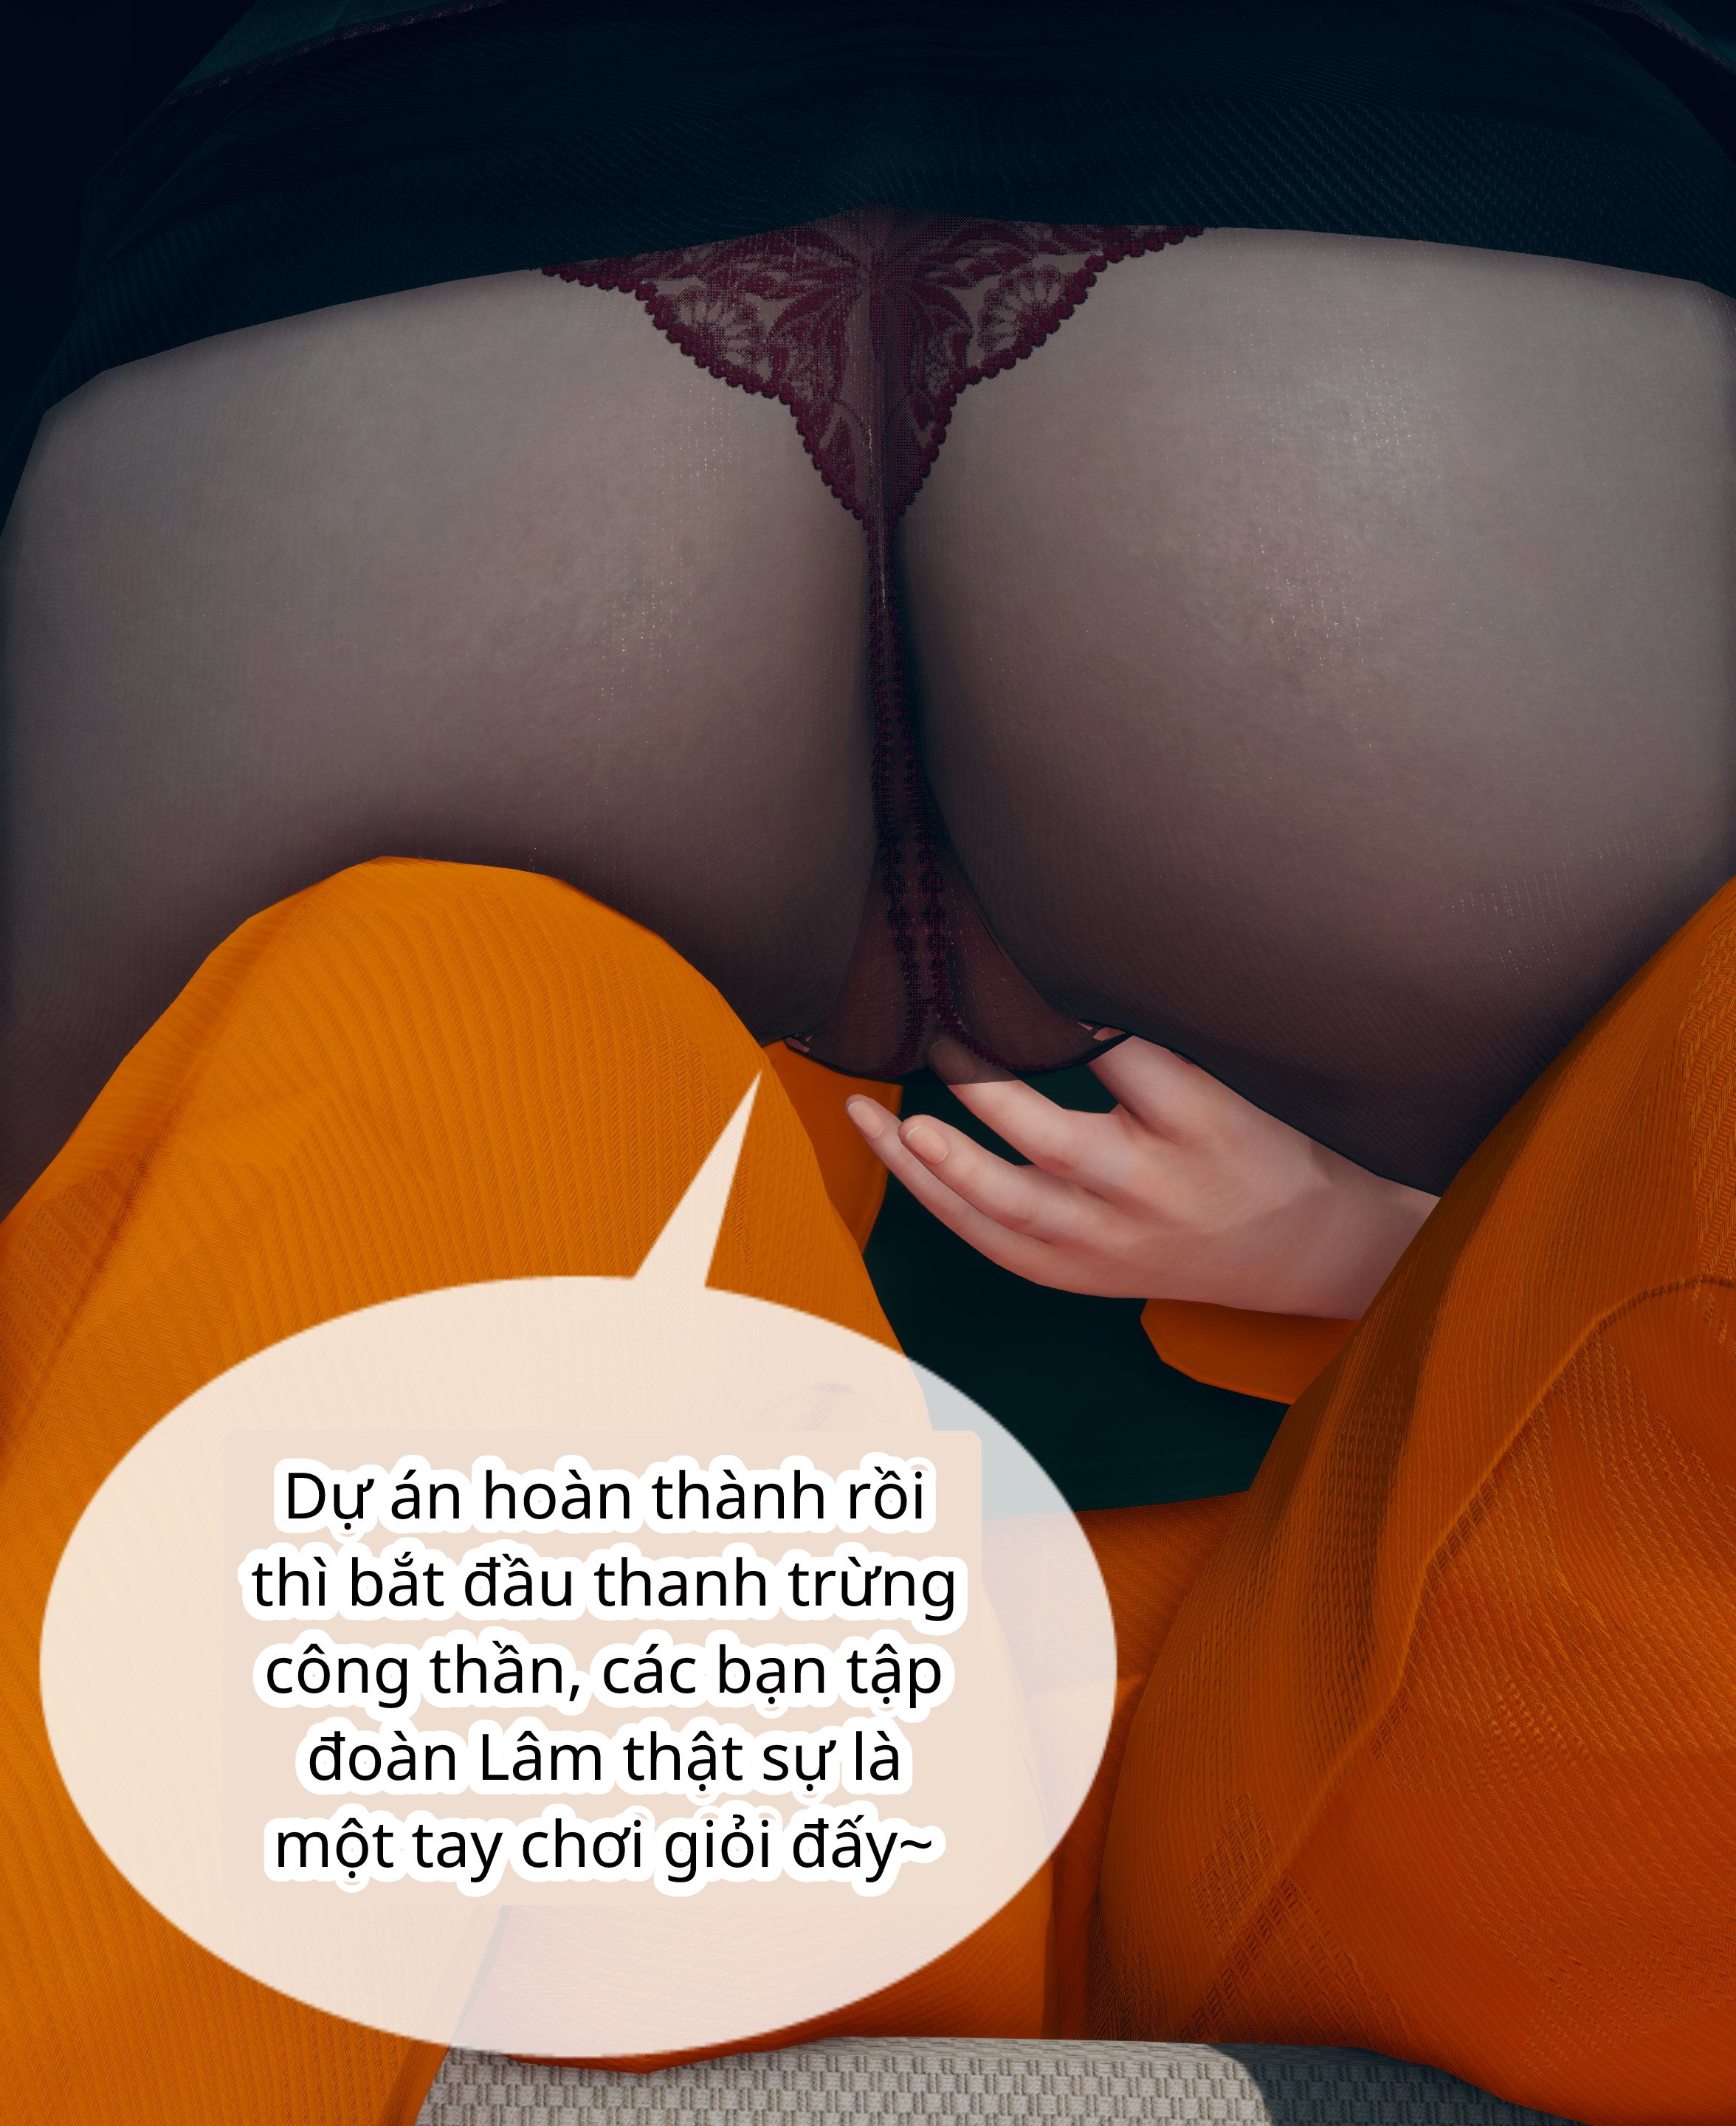 Dự án hoàn thành rồi
thì bắt đầu thanh trừng
công thần, các bạn tập
đoàn Lâm thật sự là
một tay chơi giỏi đấy~